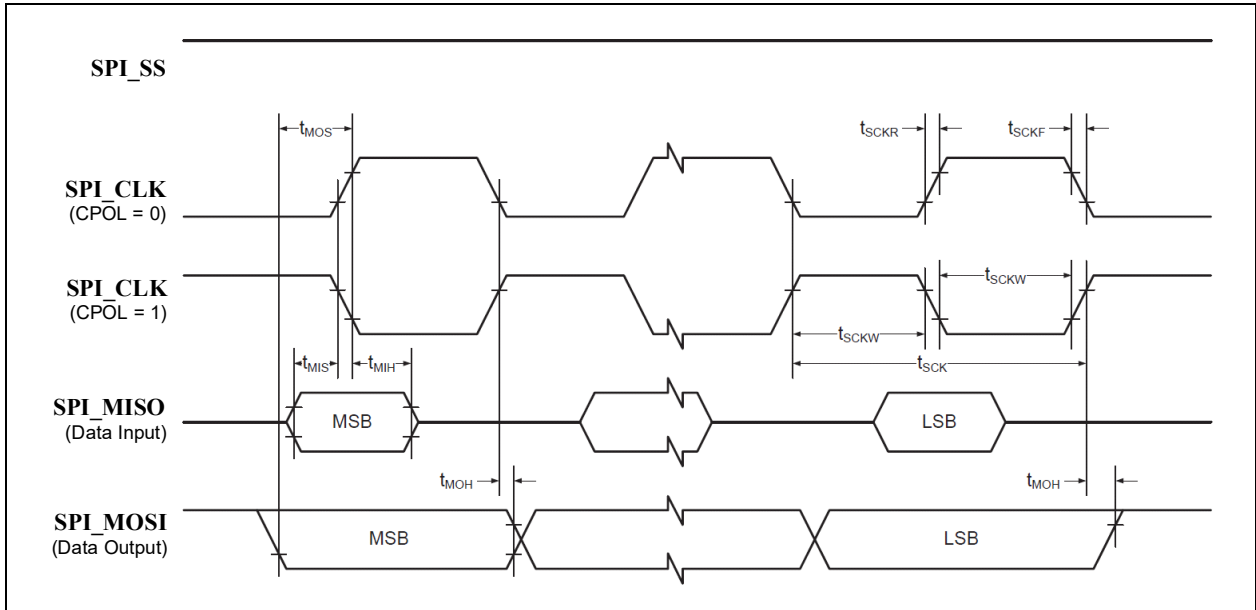 SPI_SS
tMOS
tSCKR
tSCKF
SPI_CLK
(CPOL = 0)
SPI_CLK
(CPOL = 1)
tSCKW
tSCKW
tSCK
tMIS
tMIH
SPI_MISO
(Data Input)
MSB
LSB
tMOH
tMOH
SPI_MOSI
(Data Output)
MSB
LSB